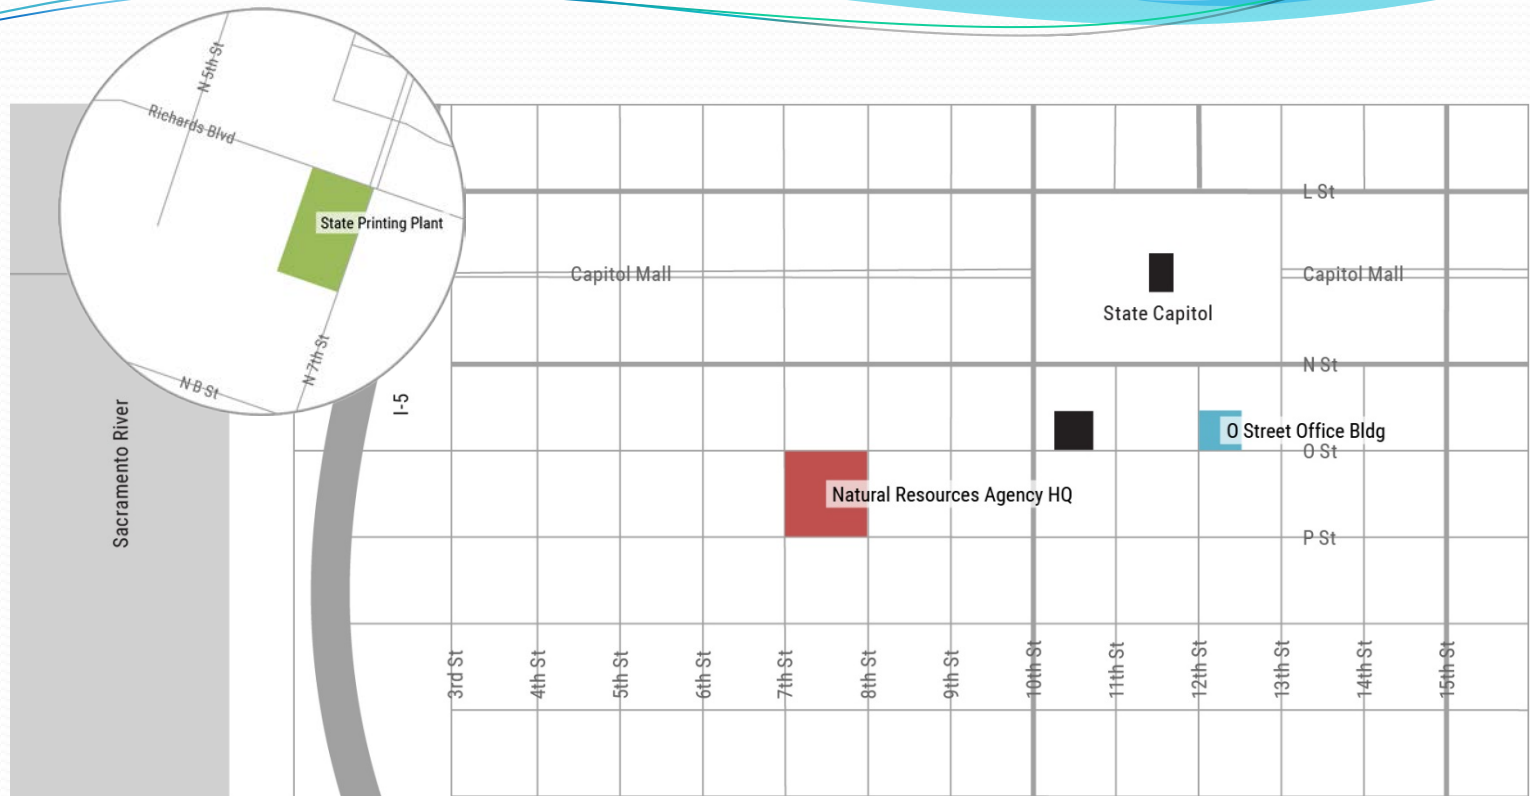 N 5th St
Richards Blvd
State Printing Plant
N 7th St
N B St
L St
Capitol Mall
Capitol Mall
State Capitol
N St
I-5
Sacramento River
O Street Office Bldg
O St
Natural Resources Agency HQ
P St
3rd St
4th St
5th St
6th St
7th St
8th St
9th St
10th St
11th St
12th St
13th St
14th St
15th St